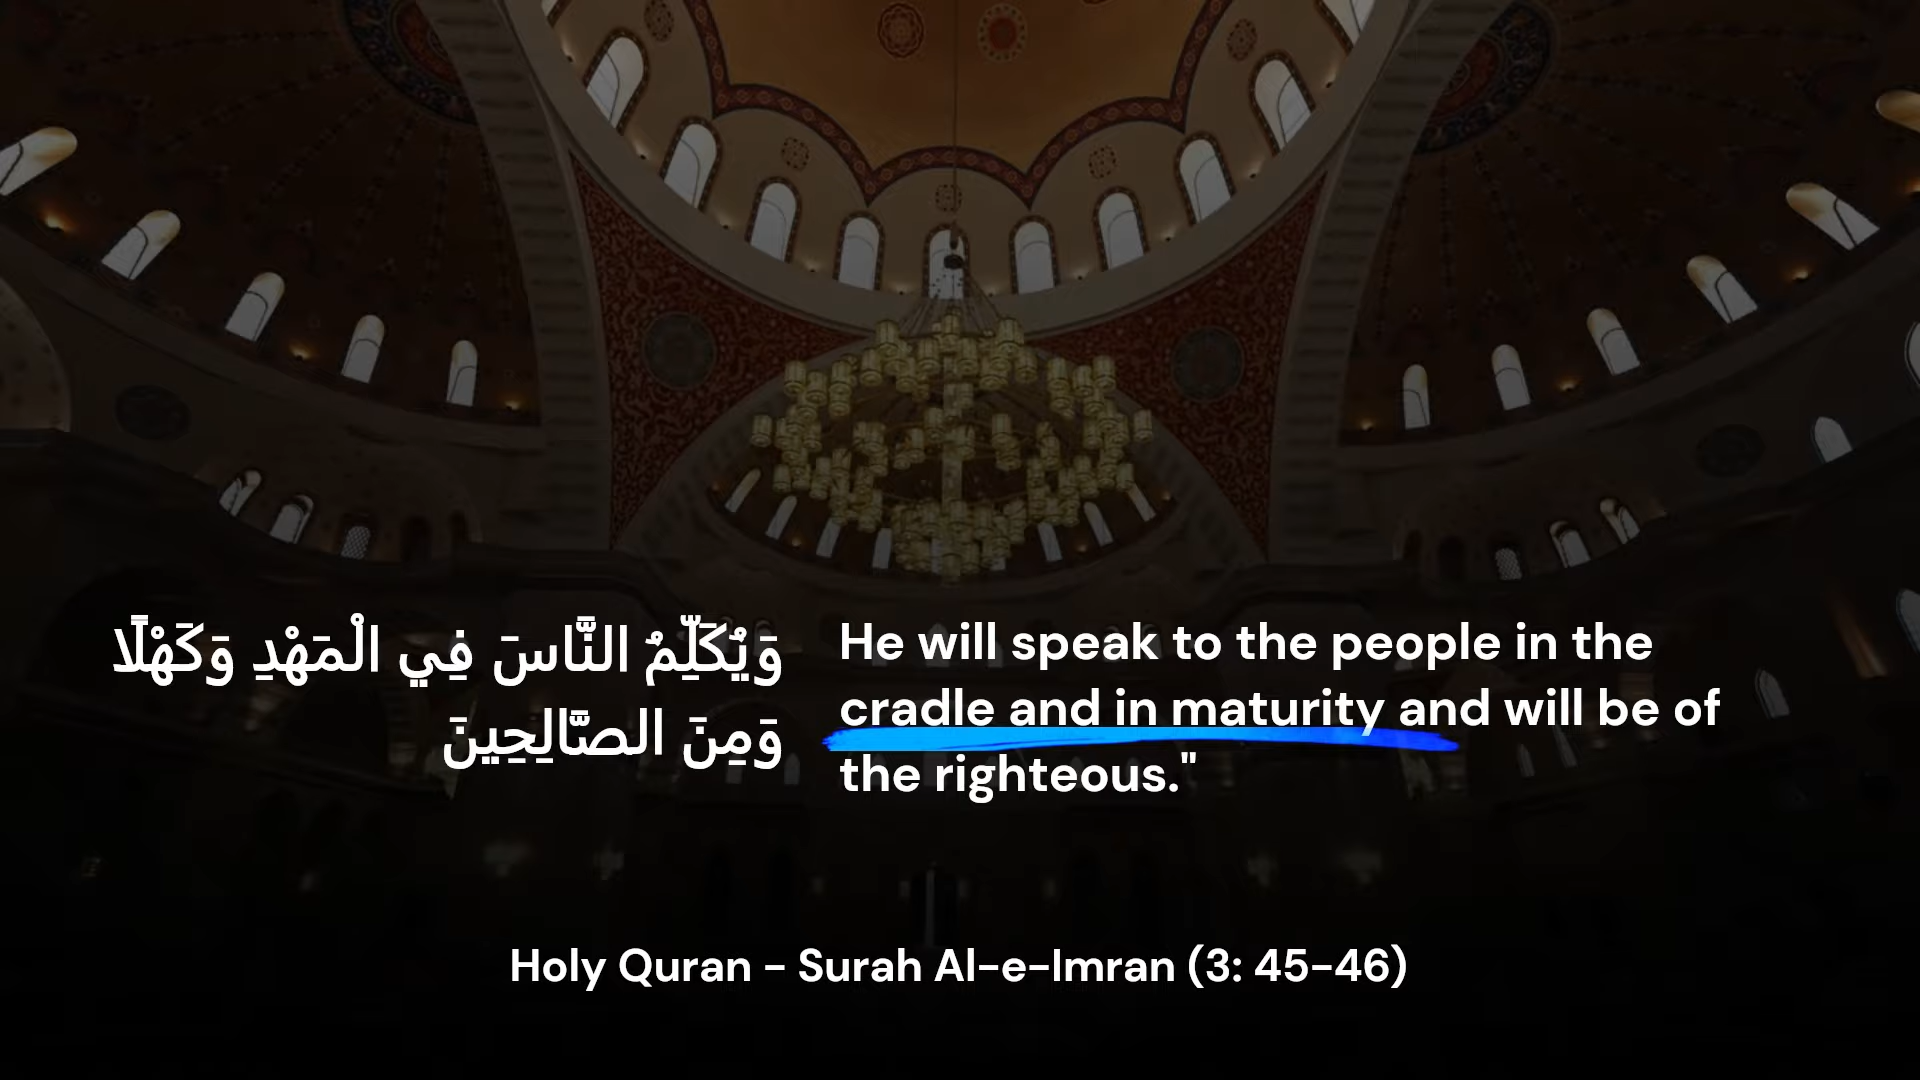 وَيُكَلِّمُ النَّاسَ فِي الْمَهْدِ وَكَهْلًا
وَمِنَ الصَّالِحِينَ
He will speak to the people in the
cradle and in maturity and will be of
the righteous."
Holy Quran - Surah Al-e-Imran (3: 45-46)